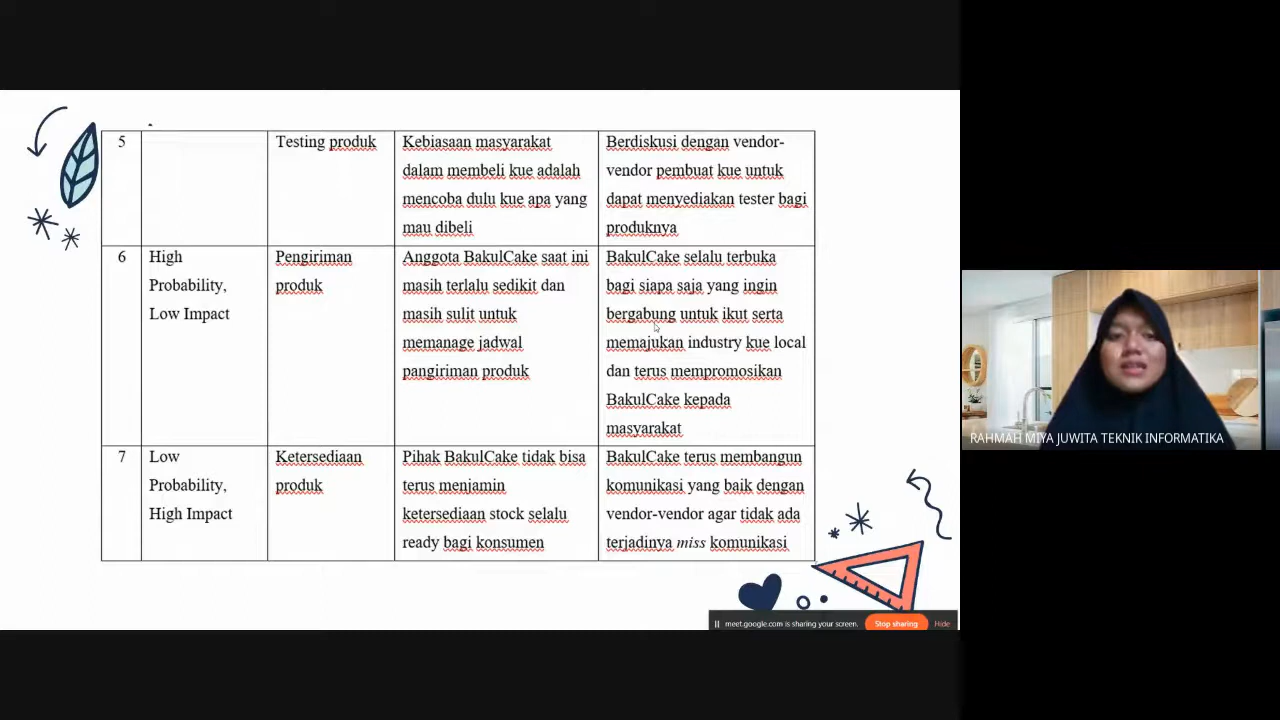 5
Testing produk
Kebiasaan masyarakat
dalam membeli kue adalah
mencoba dulu kue apa yang
mau dibeli
Berdiskusi dengan vendor-
vendor pembuat kue untuk
dapat menyediakan tester bagi
produknya
6
High
Probability,
Low Impact
Pengiriman
produk
Anggota BakulCake saat ini
masih terlalu sedikit dan
masih sulit untuk
memanage jadwal
pangiriman produk
BakulCake selalu terbuka
bagi siapa saja yang ingin
bergabung untuk ikut serta
memajukan industry kue local
dan terus mempromosikan
BakulCake kepada
masyarakat
7
Low
Probability,
High Impact
Ketersediaan
produk
Pihak BakulCake tidak bisa
terus menjamin
ketersediaan stock selalu
ready bagi konsumen
BakulCake terus membangun
komunikasi yang baik dengan
vendor-vendor agar tidak ada
terjadinya miss komunikasi
RAHMAH MIYA JUWITA TEKNIK INFORMATIKA
meet.google.com is sharing your screen.
Stop sharing
Hide